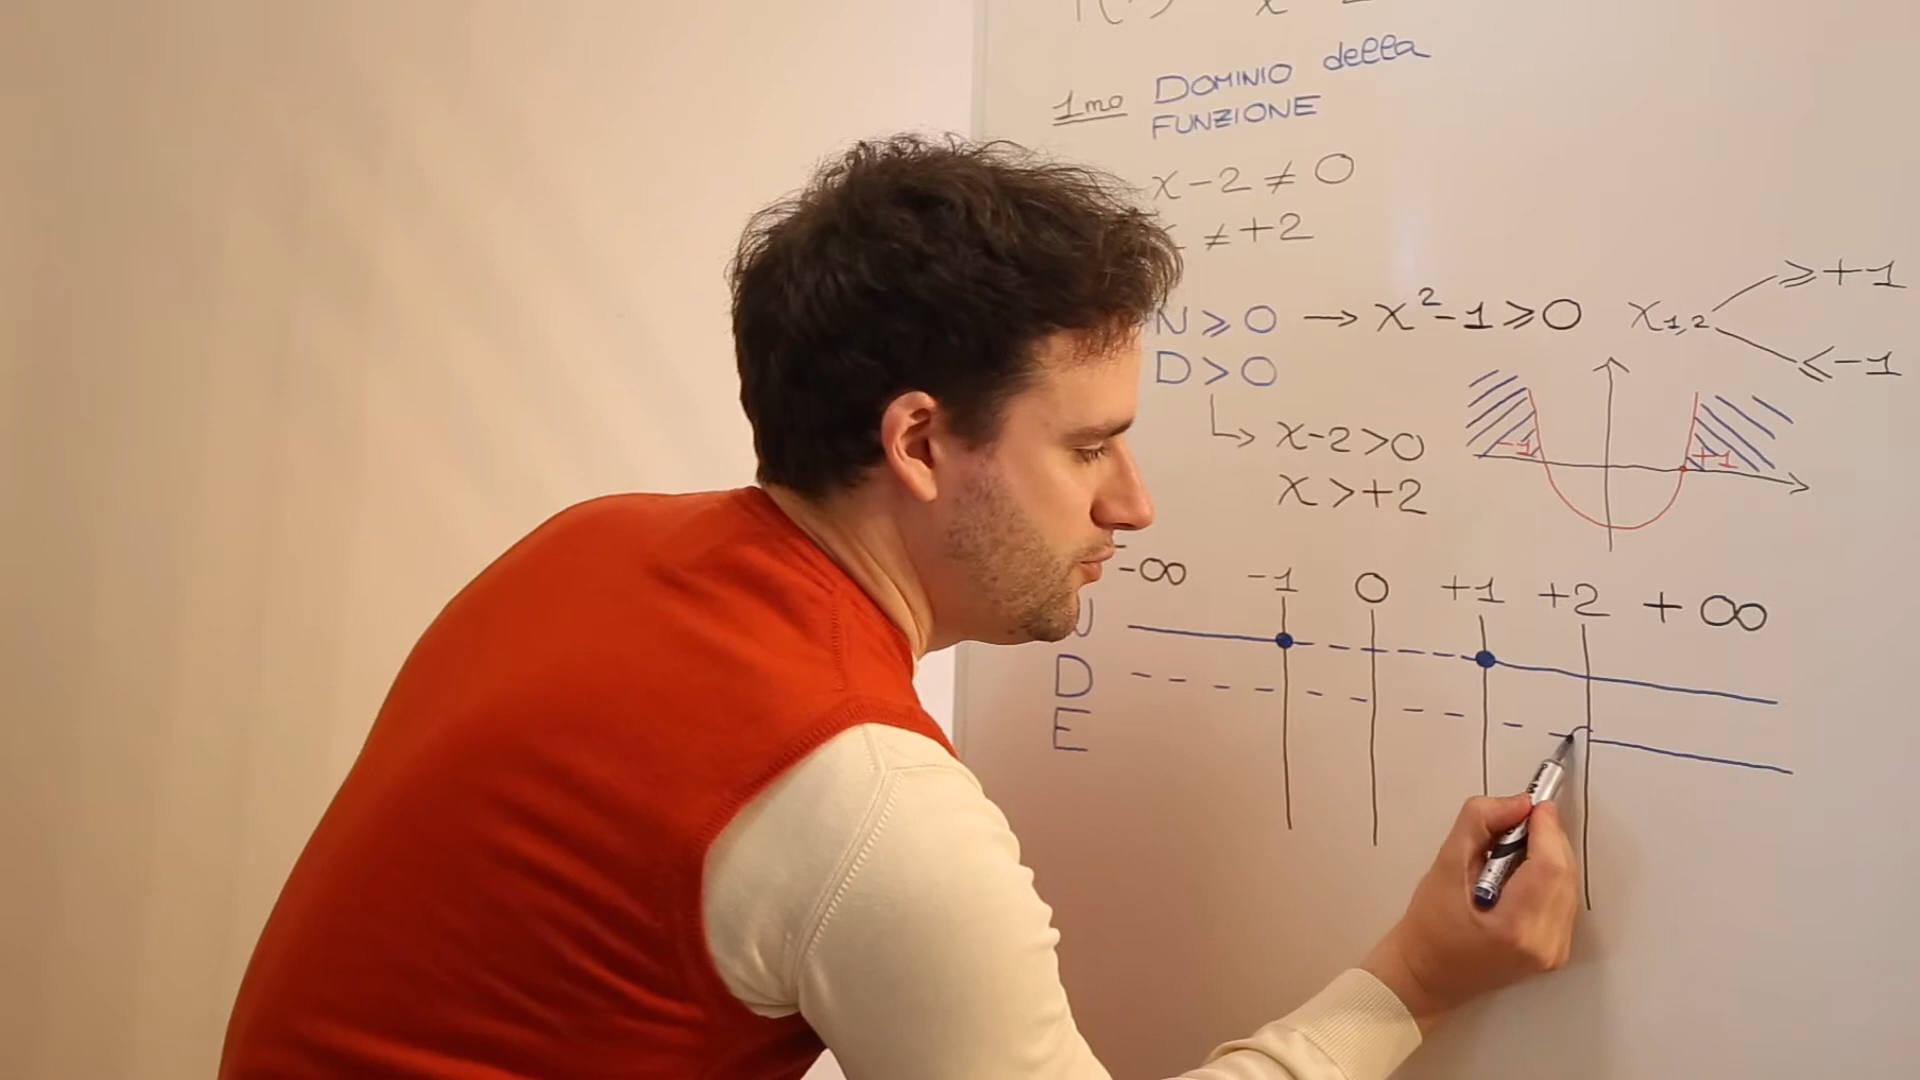 1mo DOMINIO della
FUNZIONE
x-2 ≠ 0
≠ +2
N ⩾ 0 → x²-1 ⩾ 0 x₁,₂ ⩾+1
⩽-1
D > 0
↳ x-2>0
x >+2
-1 +1
-∞ -1 0 +1 +2 +∞
D
E